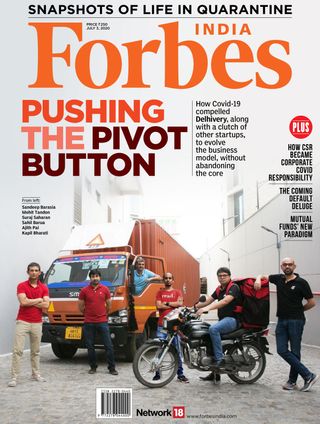 SNAPSHOTS OF LIFE IN QUARANTINE
PRICE ₹200
JULY 3, 2020
INDIA
Forbes
PUSHING
THE PIVOT
BUTTON
How Covid-19
compelled
Delhivery, along
with a clutch of
other startups,
to evolve
the business
model, without
abandoning
the core
PLUS
HOW CSR
BECAME
CORPORATE
COVID
RESPONSIBILITY
THE COMING
DEFAULT
DELUGE
MUTUAL
FUNDS' NEW
PARADIGM
From left:
Sandeep Barasia
Mohit Tandon
Suraj Saharan
Sahil Barua
Ajith Pai
Kapil Bharati
Network 18
www.forbesindia.com